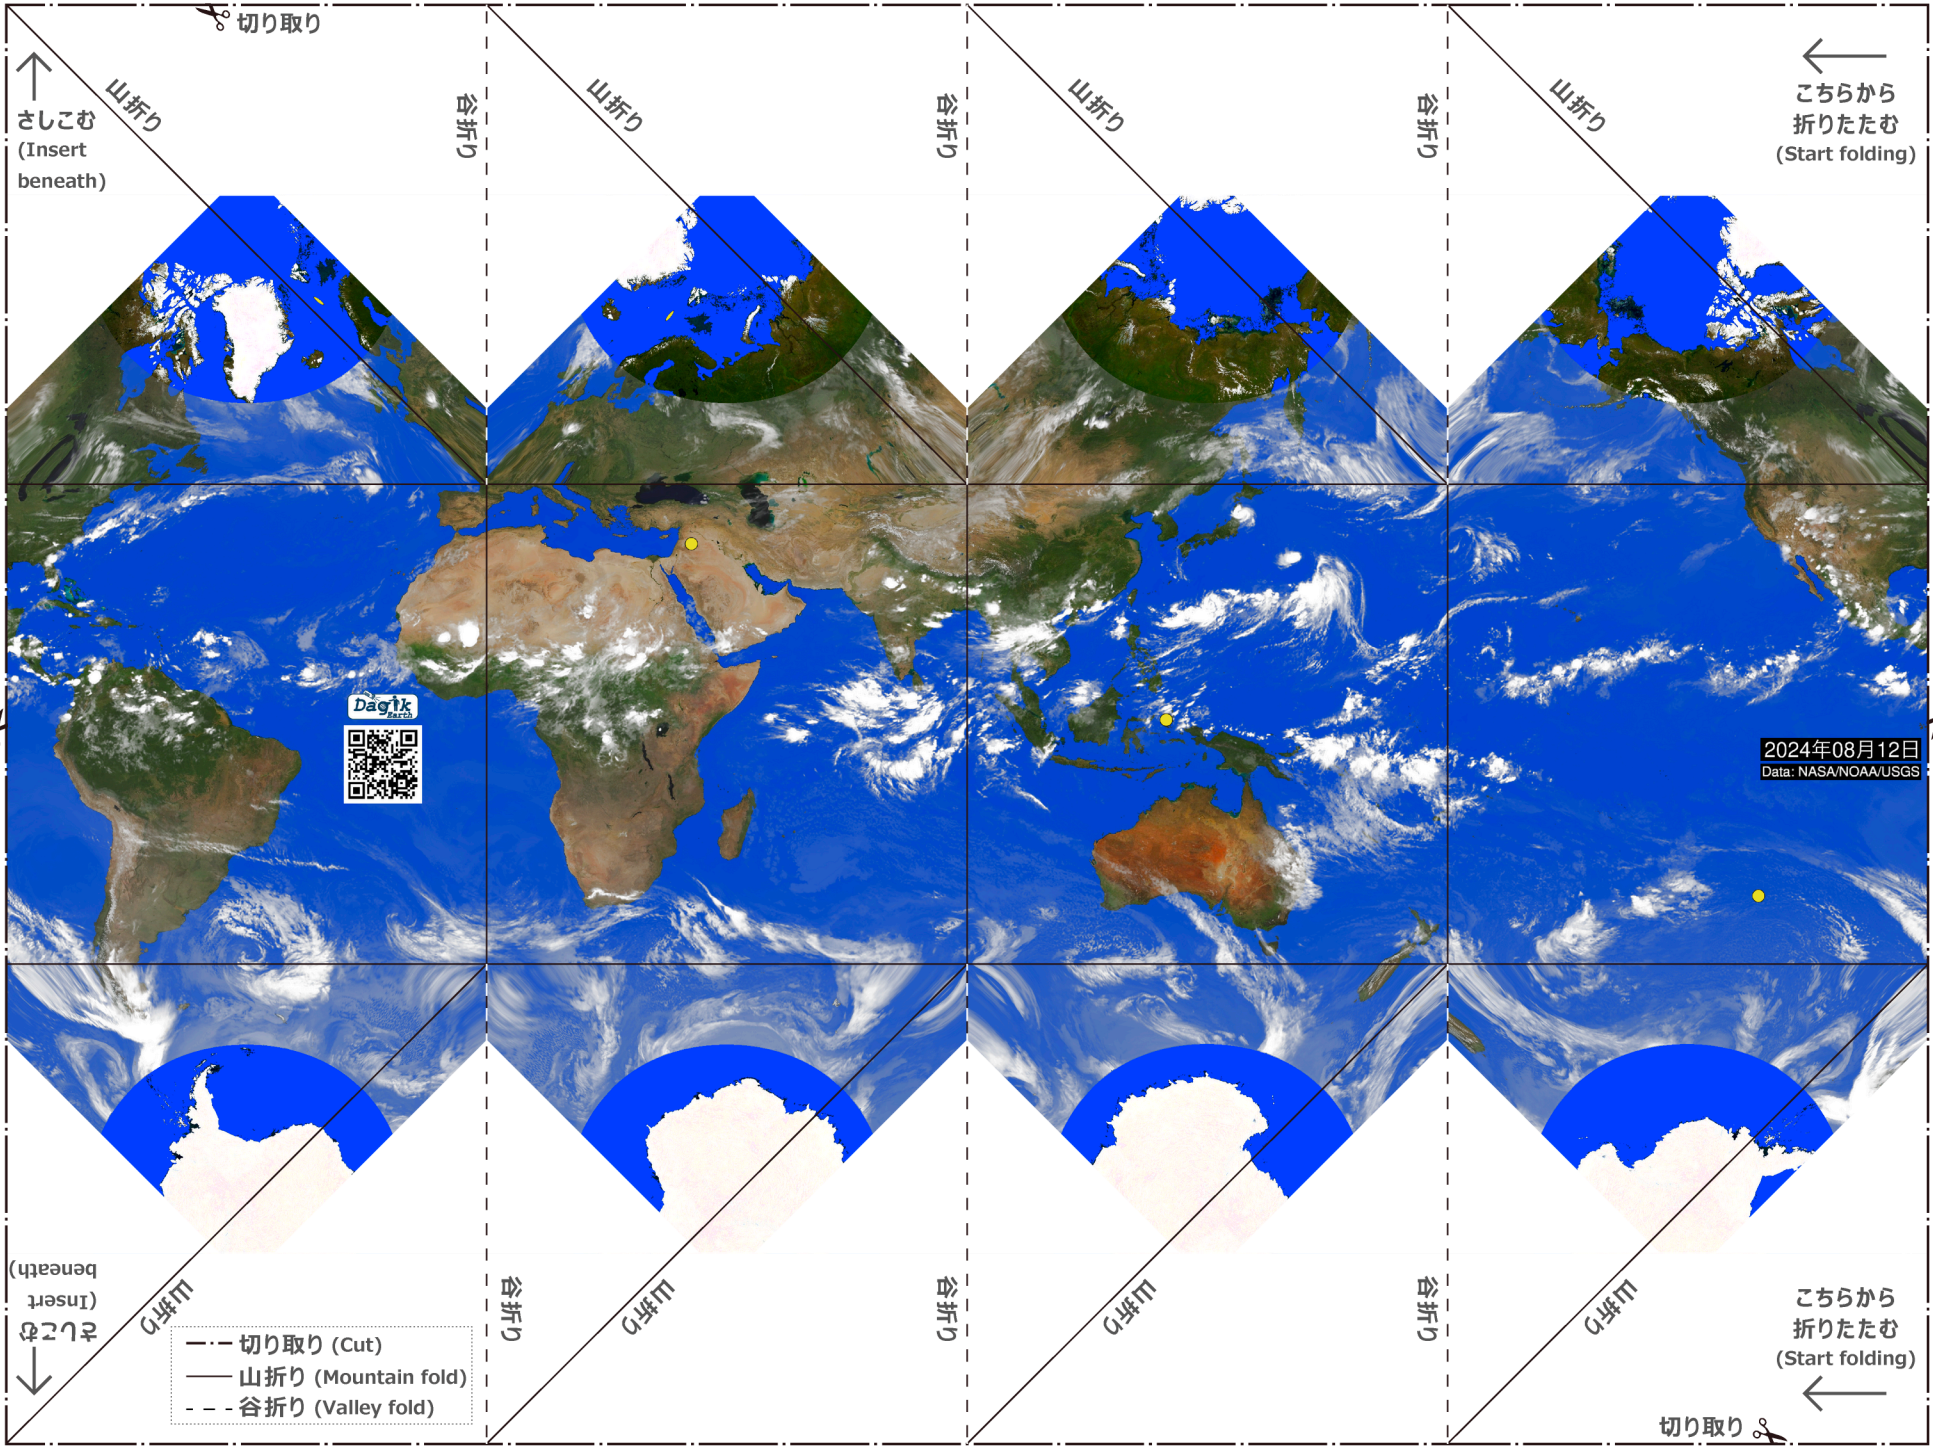 切り取り
山折り
谷折り
山折り
谷折り
山折り
谷折り
山折り
さしこむ
(Insert
beneath)
こちらから
折りたたむ
(Start folding)
Dagik
Earth
2024年08月12日
Data: NASA/NOAA/USGS
さしこむ
(Insert
beneath)
山折り
谷折り
山折り
谷折り
山折り
谷折り
山折り
切り取り (Cut)
山折り (Mountain fold)
谷折り (Valley fold)
こちらから
折りたたむ
(Start folding)
切り取り